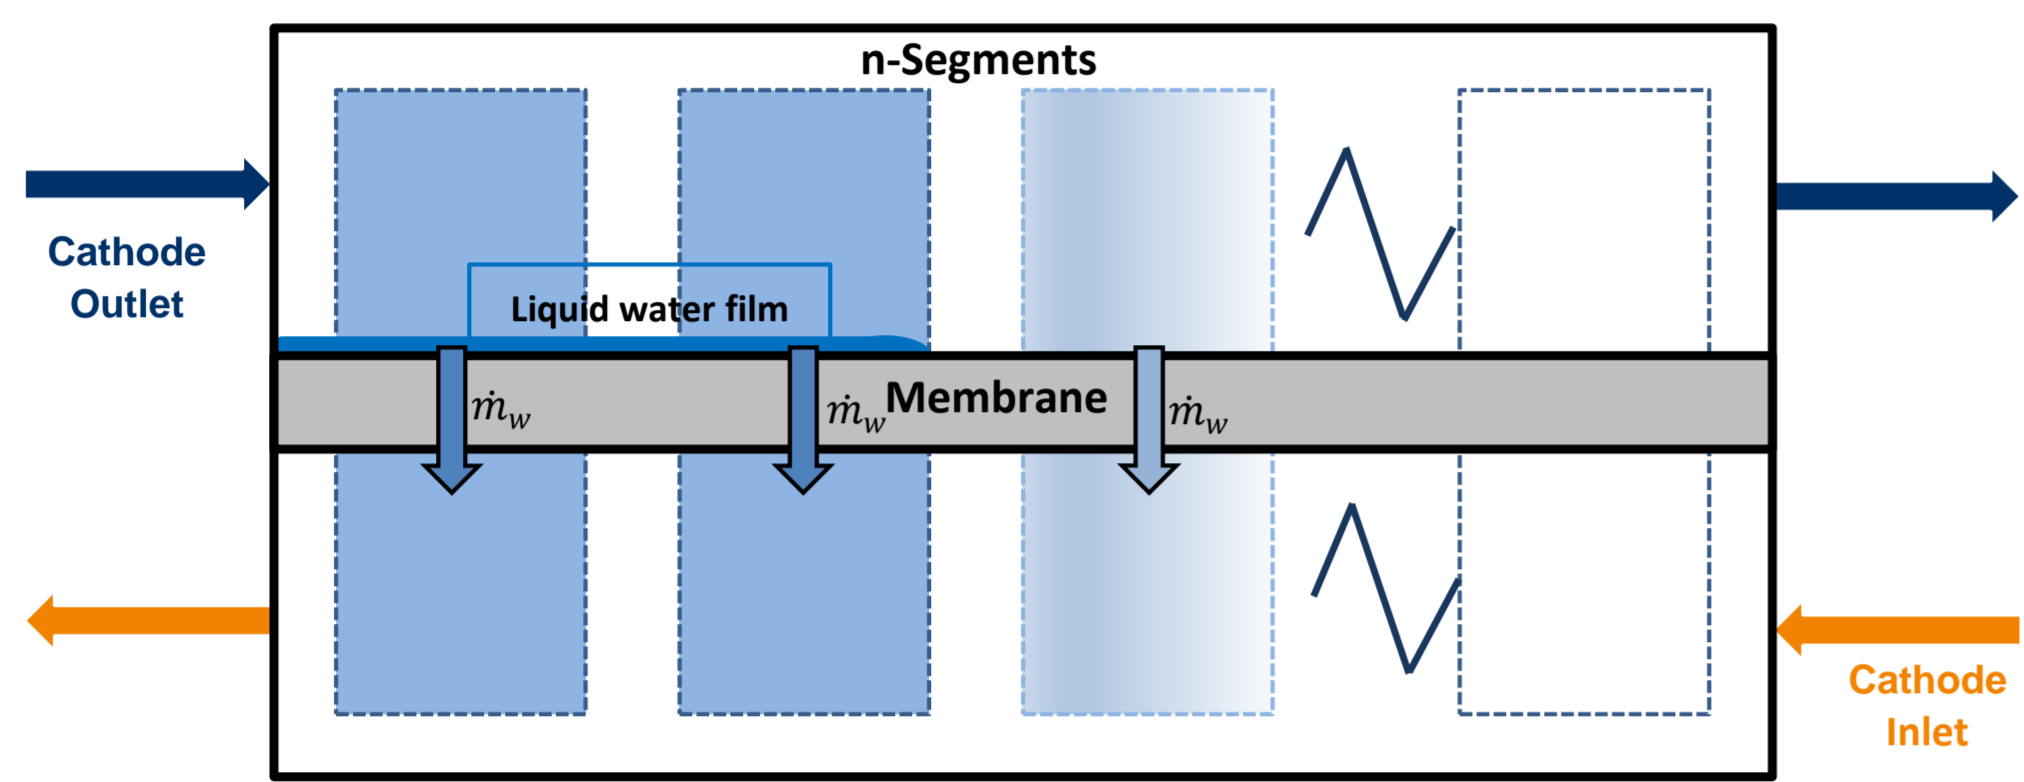 n-Segments
Cathode
Outlet
Liquid water film
Membrane
ṁw
ṁw
ṁw
Cathode
Inlet